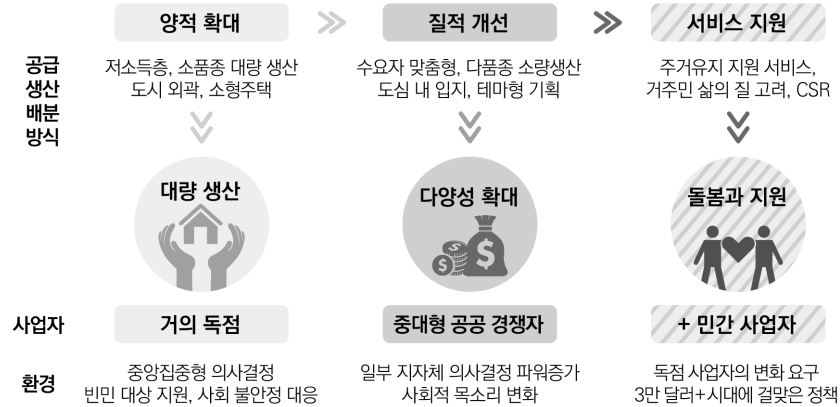 양적 확대
질적 개선
서비스 지원
공급
생산
배분
방식
저소득층, 소품종 대량 생산
도시 외곽, 소형주택
수요자 맞춤형, 다품종 소량생산
도심 내 입지, 테마형 기획
주거유지 지원 서비스,
거주민 삶의 질 고려, CSR
대량 생산
다양성 확대
$
$
돌봄과 지원
사업자
거의 독점
중대형 공공 경쟁자
+ 민간 사업자
환경
중앙집중형 의사결정
빈민 대상 지원, 사회 불안정 대응
일부 지자체 의사결정 파워증가
사회적 목소리 변화
독점 사업자의 변화 요구
3만 달러+시대에 걸맞은 정책